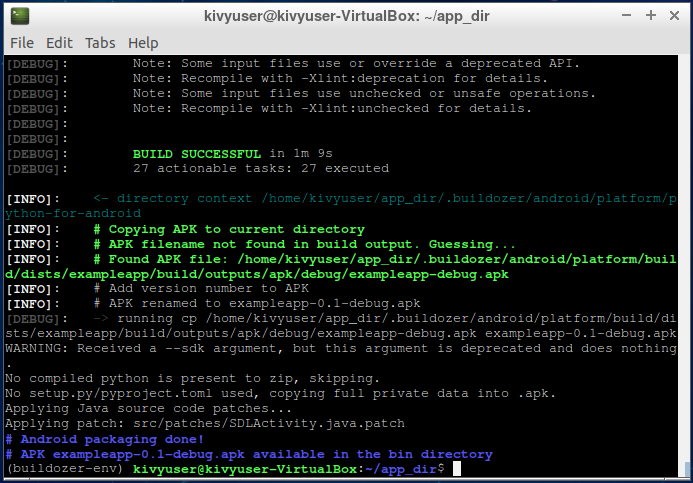 kivyuser@kivyuser-VirtualBox: ~/app_dir
File Edit Tabs Help
[DEBUG]:        Note: Some input files use or override a deprecated API.
[DEBUG]:        Note: Recompile with -Xlint:deprecation for details.
[DEBUG]:        Note: Some input files use unchecked or unsafe operations.
[DEBUG]:        Note: Recompile with -Xlint:unchecked for details.
[DEBUG]:
[DEBUG]:
[DEBUG]:        BUILD SUCCESSFUL in 1m 9s
[DEBUG]:        27 actionable tasks: 27 executed
[INFO]:    <- directory context /home/kivyuser/app_dir/.buildozer/android/platform/p
ython-for-android
[INFO]:    # Copying APK to current directory
[INFO]:    # APK filename not found in build output. Guessing...
[INFO]:    # Found APK file: /home/kivyuser/app_dir/.buildozer/android/platform/buil
d/dists/exampleapp/build/outputs/apk/debug/exampleapp-debug.apk
[INFO]:    # Add version number to APK
[INFO]:    # APK renamed to exampleapp-0.1-debug.apk
[DEBUG]:   -> running cp /home/kivyuser/app_dir/.buildozer/android/platform/build/di
sts/exampleapp/build/outputs/apk/debug/exampleapp-debug.apk exampleapp-0.1-debug.apk
WARNING: Received a --sdk argument, but this argument is deprecated and does nothing
.
No compiled python is present to zip, skipping.
No setup.py/pyproject.toml used, copying full private data into .apk.
Applying Java source code patches...
Applying patch: src/patches/SDLActivity.java.patch
# Android packaging done!
# APK exampleapp-0.1-debug.apk available in the bin directory
(buildozer-env) kivyuser@kivyuser-VirtualBox:~/app_dir$